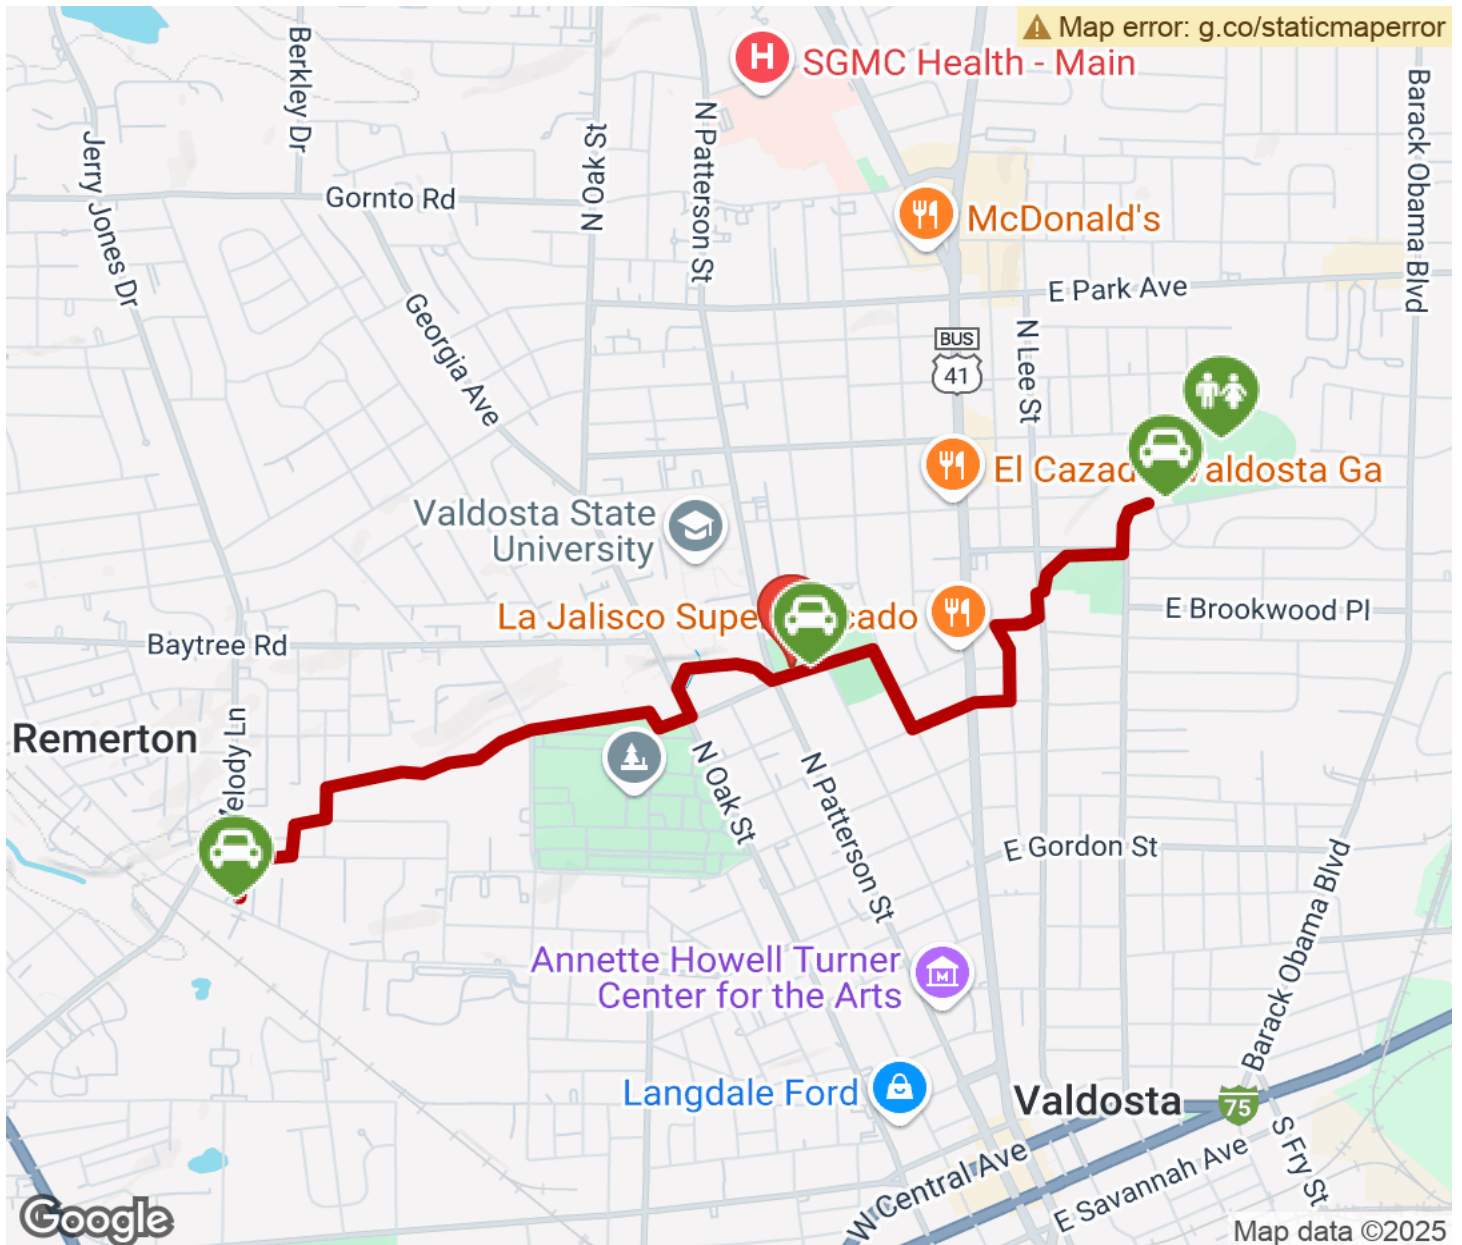 Map error: g.co/staticmaperror
SGMC Health - Main
Berkley Dr
N Oak St
N Patterson St
Barack Obama Blvd
Jerry Jones Dr
Gornto Rd
McDonald's
E Park Ave
Georgia Ave
N Lee St
BUS
41
El Cazad
aldosta Ga
Valdosta State
University
La Jalisco Supe
cado
E Brookwood Pl
Baytree Rd
Remerton
elody Ln
N Oak St
N Patterson St
E Gordon St
Barack Obama Blvd
Annette Howell Turner
Center for the Arts
M
Langdale Ford
Valdosta
75
S Fry St
W Central Ave
E Savannah Ave
Google
Map data ©2025
H